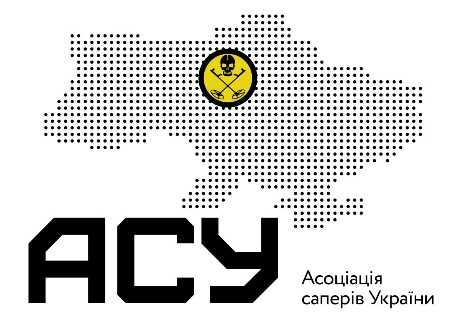 АСУ
Асоціація
саперів України